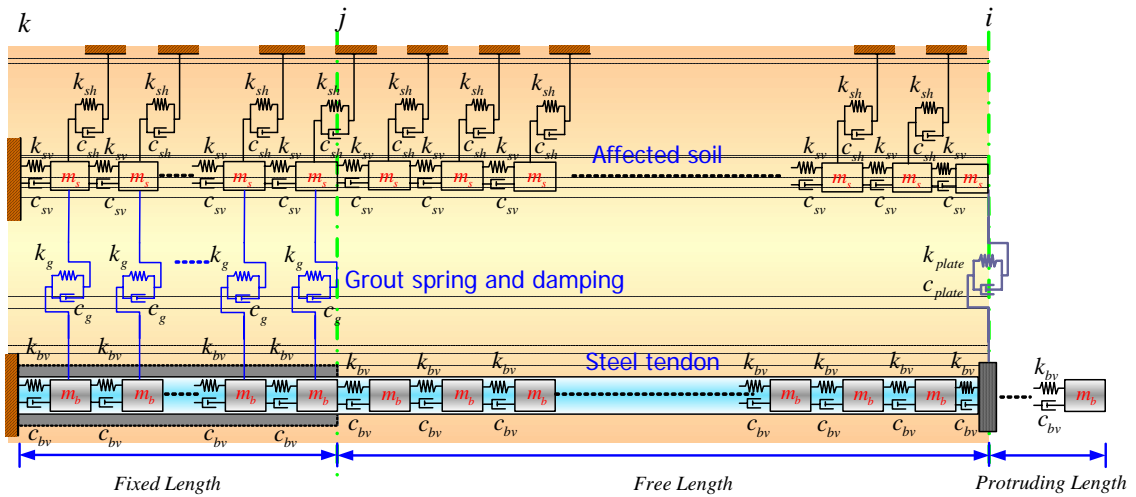 k j i
k_sh k_sh k_sh k_sh k_sh k_sh k_sh k_sh k_sh
c_sh c_sh c_sh c_sh c_sh c_sh c_sh c_sh c_sh
k_sv k_sv k_sv k_sv k_sv k_sv k_sv k_sv k_sv k_sv
Affected soil
m_s m_s m_s m_s m_s m_s m_s m_s m_s m_s
c_sv c_sv c_sv c_sv c_sv c_sv c_sv c_sv c_sv c_sv
k_g k_g k_g k_g k_plate
Grout spring and damping
c_g c_g c_g c_g c_plate
k_bv k_bv k_bv k_bv k_bv k_bv k_bv k_bv k_bv k_bv k_bv k_bv
Steel tendon
m_b m_b m_b m_b m_b m_b m_b m_b m_b m_b m_b
c_bv c_bv c_bv c_bv c_bv c_bv c_bv c_bv c_bv c_bv c_bv c_bv
Fixed Length Free Length Protruding Length